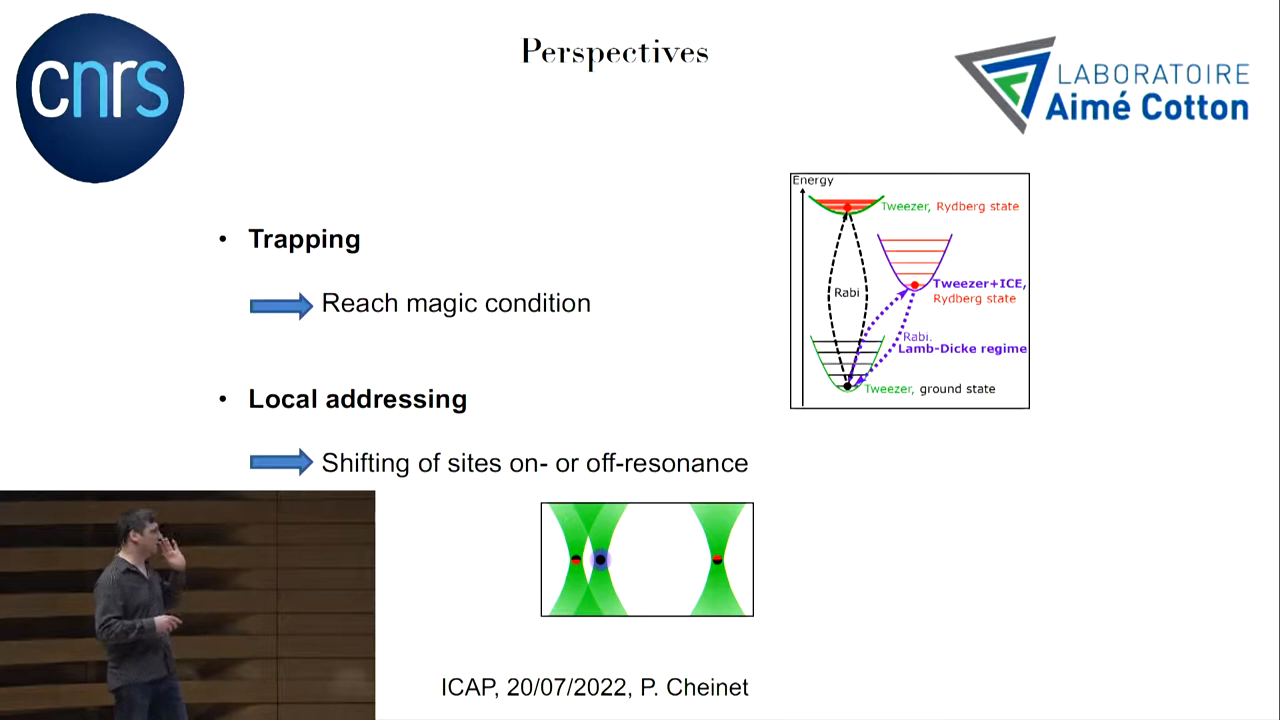 Perspectives
cnrs
LABORATOIRE
Aimé Cotton
Energy
Tweezer, Rydberg state
Rabi
Tweezer+ICE,
Rydberg state
Rabi.
Lamb-Dicke regime
Tweezer, ground state
• Trapping
Reach magic condition
• Local addressing
Shifting of sites on- or off-resonance
ICAP, 20/07/2022, P. Cheinet